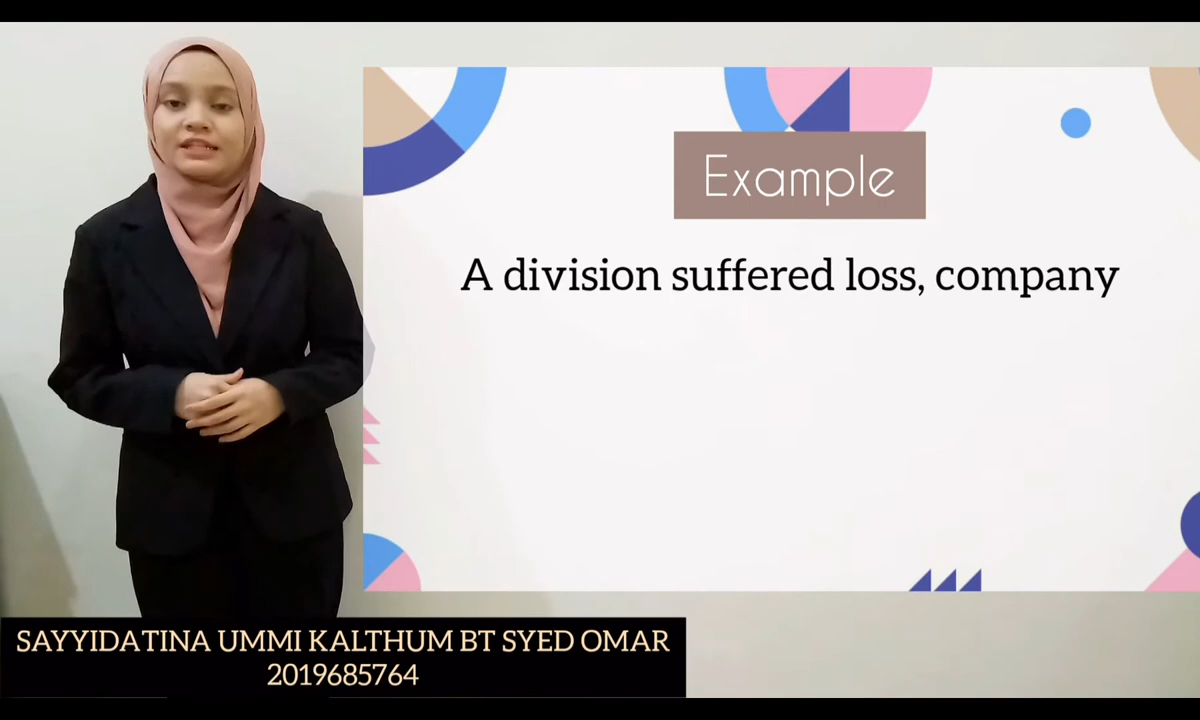 Example
A division suffered loss, company
SAYYIDATINA UMMI KALTHUM BT SYED OMAR
2019685764